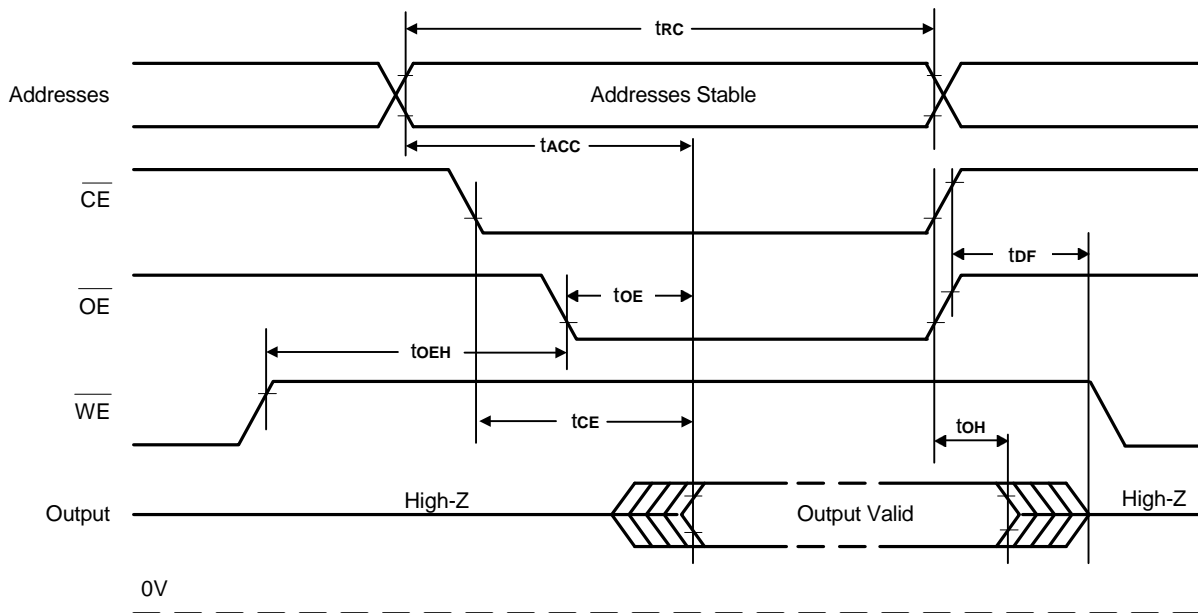 tRC
Addresses
Addresses Stable
tACC
CE
tDF
OE
tOE
tOEH
WE
tCE
tOH
Output
High-Z
Output Valid
High-Z
0V